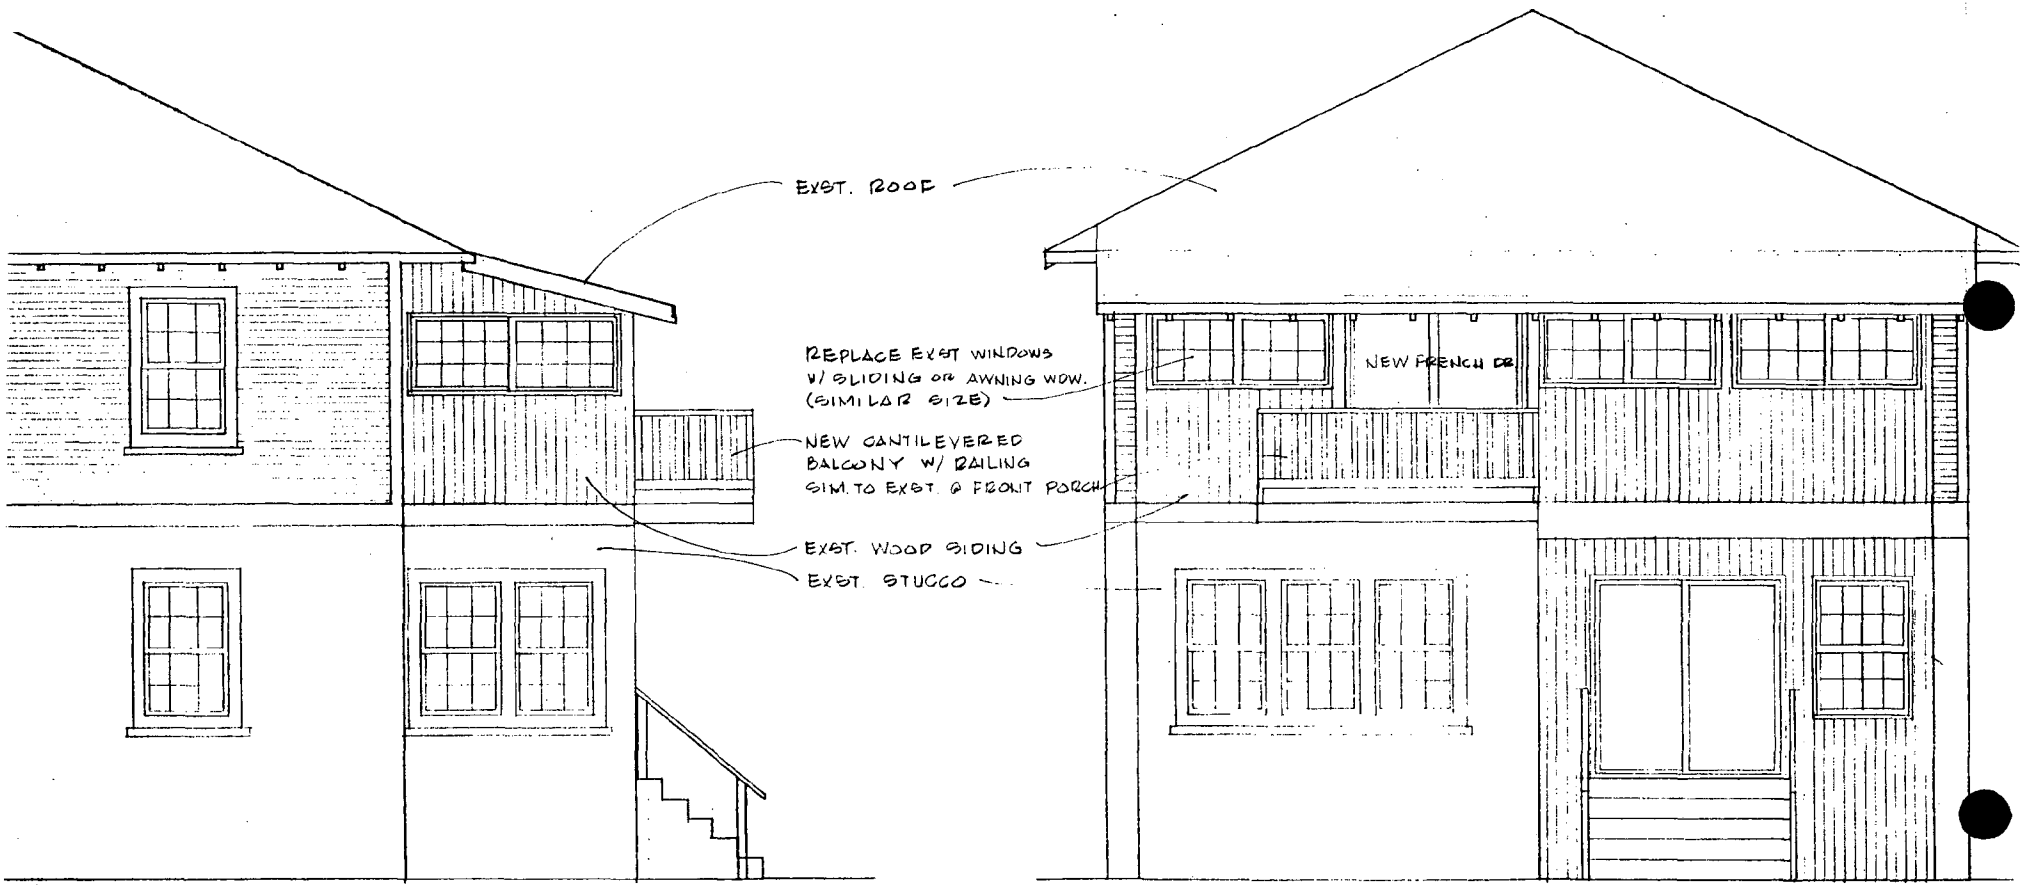 EXST. ROOF
REPLACE EXST WINDOWS
W/ SLIDING OR AWNING WDW.
(SIMILAR SIZE)
NEW FRENCH DR.
NEW CANTILEVERED
BALCONY W/ RAILING
SIM. TO EXST. @ FRONT PORCH
EXST. WOOD SIDING
EXST. STUCCO